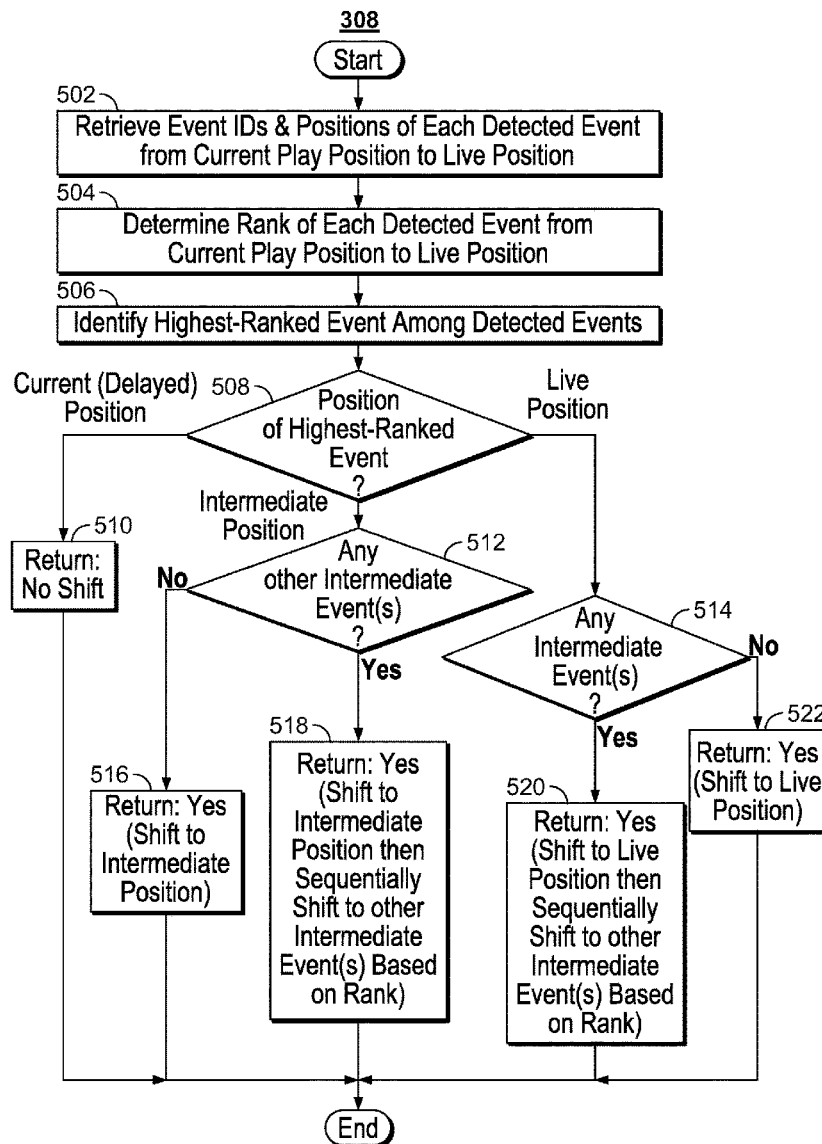 308
Start
502
Retrieve Event IDs & Positions of Each Detected Event
from Current Play Position to Live Position
504
Determine Rank of Each Detected Event from
Current Play Position to Live Position
506
Identify Highest-Ranked Event Among Detected Events
Current (Delayed)
Position
508
Position
of Highest-Ranked
Event
?
Live
Position
Intermediate
Position
510
Return:
No Shift
No
512
Any
other Intermediate
Event(s)
?
Yes
514
Any
Intermediate
Event(s)
?
No
Yes
516
Return: Yes
(Shift to
Intermediate
Position)
518
Return: Yes
(Shift to
Intermediate
Position then
Sequentially
Shift to other
Intermediate
Event(s) Based
on Rank)
520
Return: Yes
(Shift to Live
Position then
Sequentially
Shift to other
Intermediate
Event(s) Based
on Rank)
522
Return: Yes
(Shift to Live
Position)
End